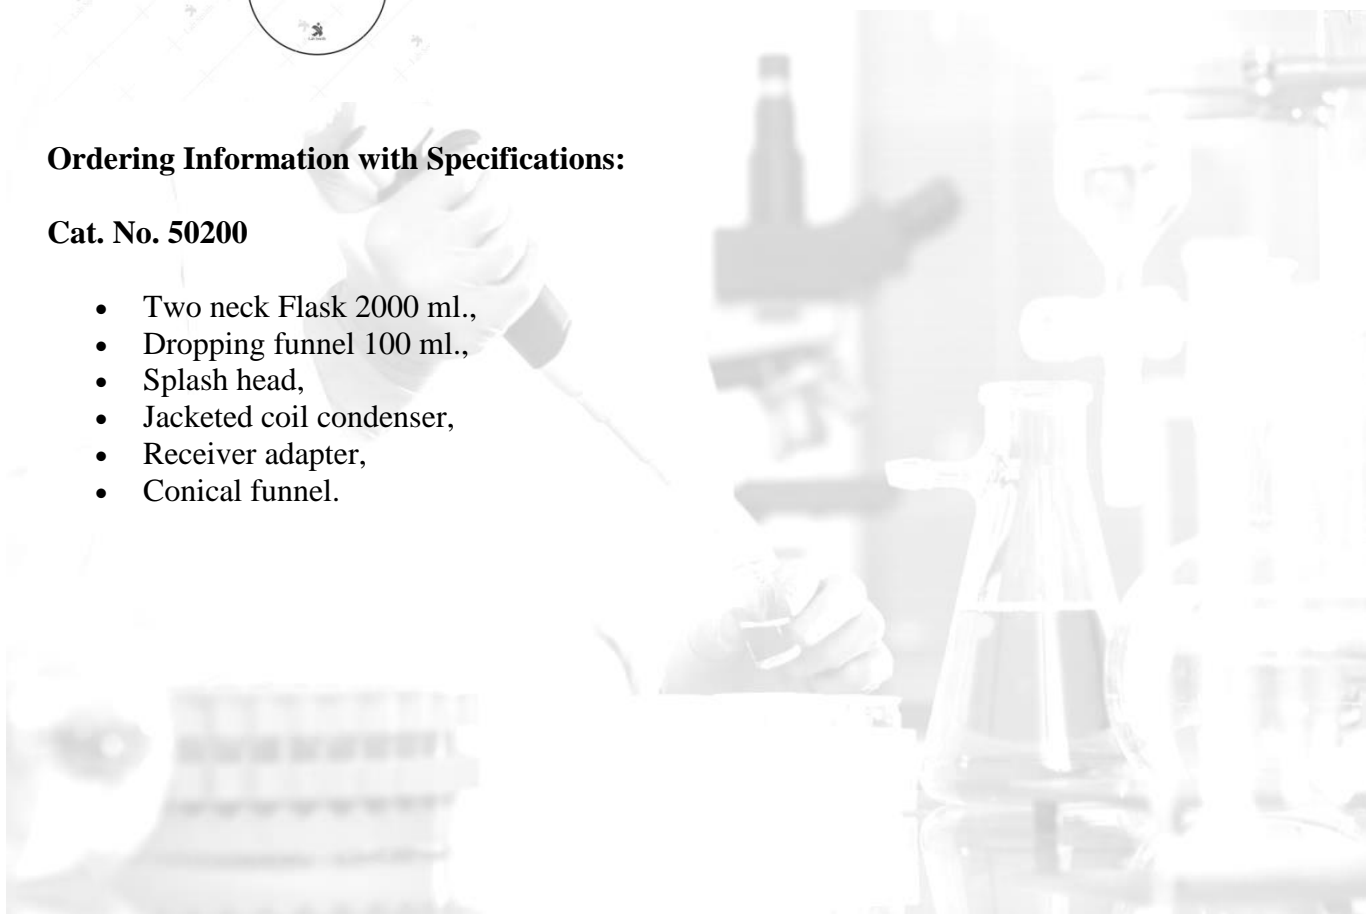 Ordering Information with Specifications:
Cat. No. 50200
• Two neck Flask 2000 ml.,
• Dropping funnel 100 ml.,
• Splash head,
• Jacketed coil condenser,
• Receiver adapter,
• Conical funnel.